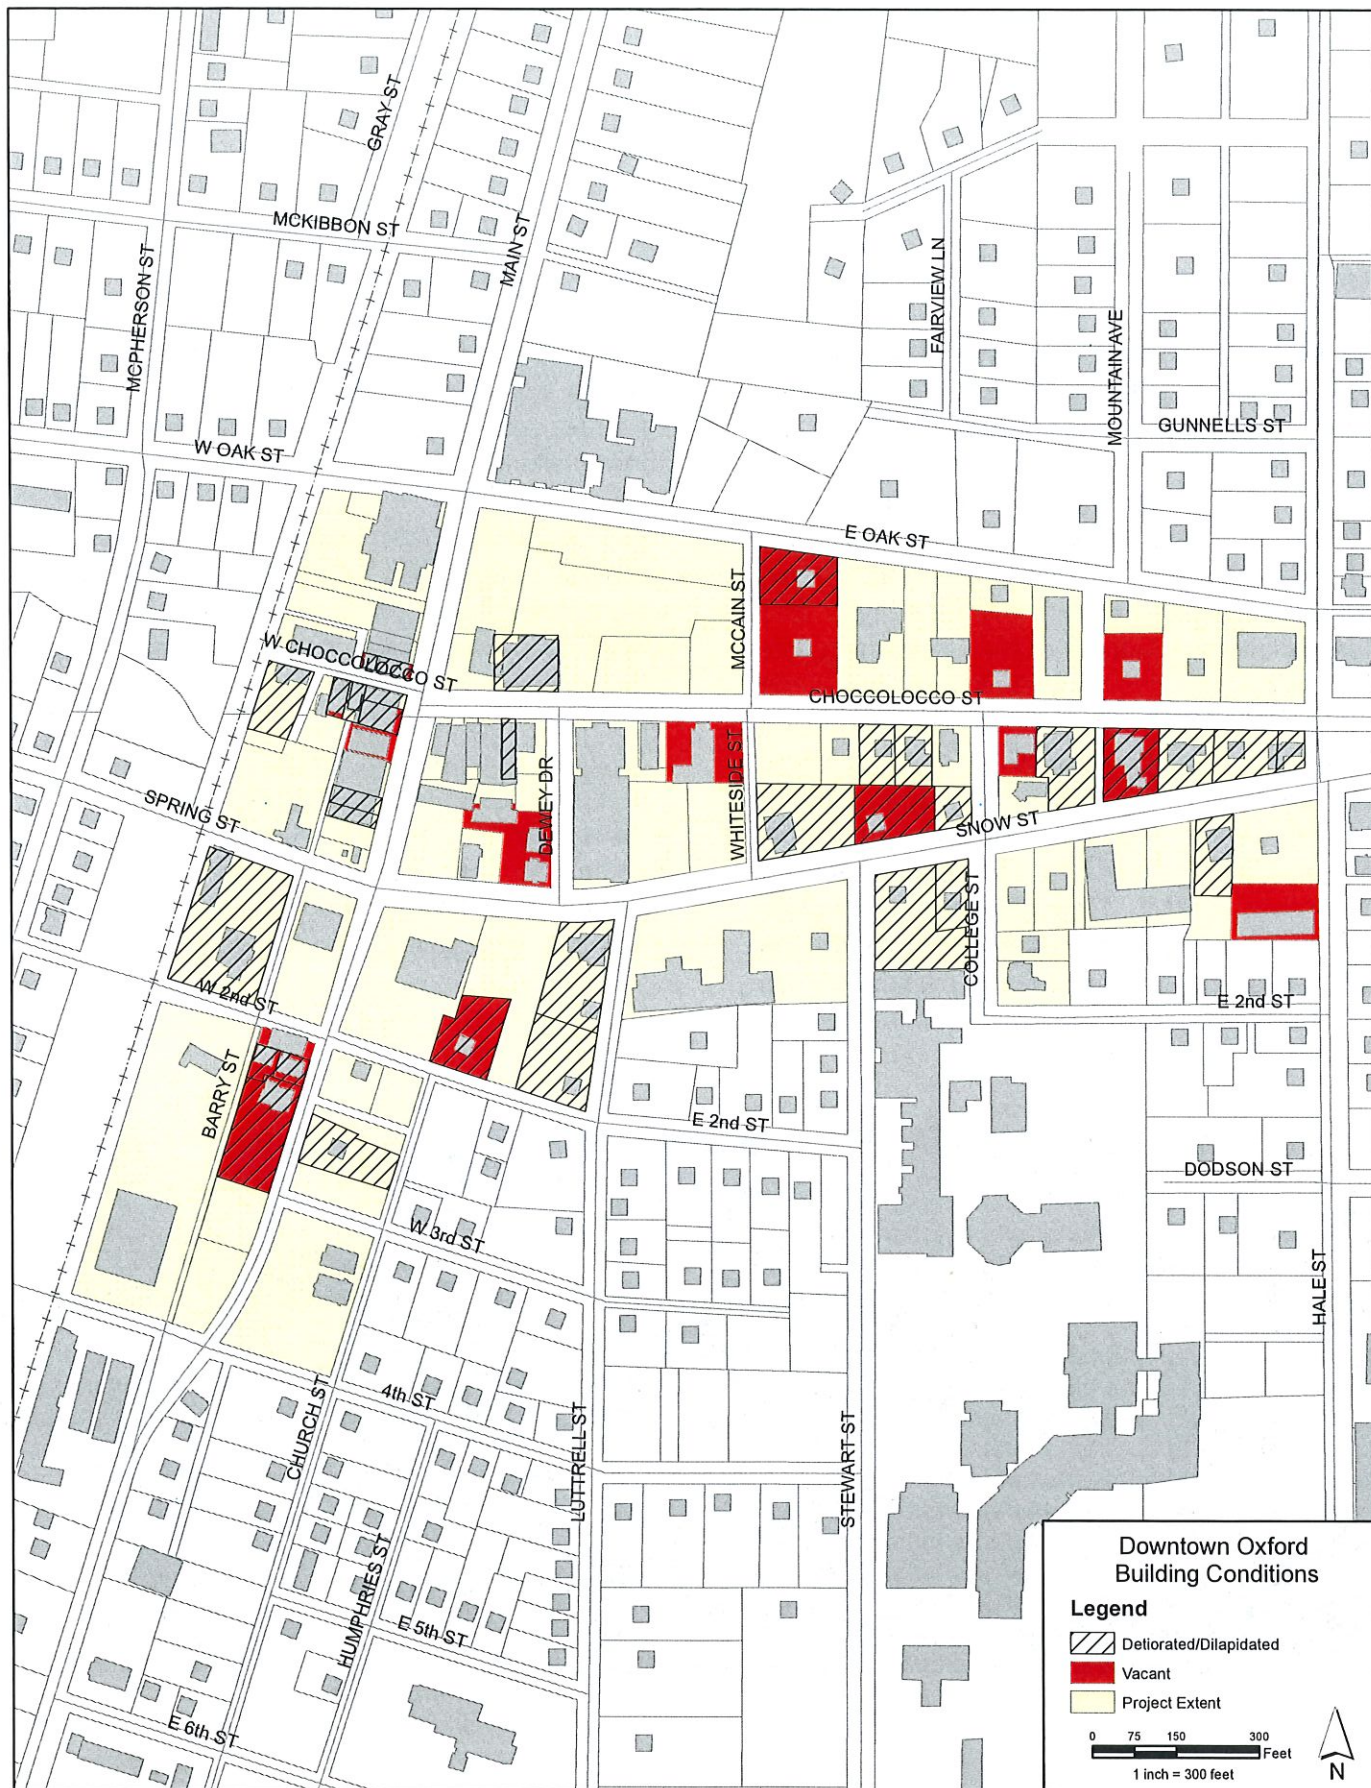 GRAY ST
MCKIBBON ST
MAIN ST
MCPHERSON ST
FAIRVIEW LN
MOUNTAIN AVE
GUNNELLS ST
W OAK ST
E OAK ST
MCCAIN ST
W CHOCCOLOCCO ST
CHOCCOLOCCO ST
SPRING ST
DEWEY DR
WHITESIDE ST
SNOW ST
COLLEGE ST
W 2nd ST
E 2nd ST
BARRY ST
E 2nd ST
DODSON ST
W 3rd ST
HALE ST
4th ST
CHURCH ST
LUTTRELL ST
STEWART ST
HUMPHRIES ST
E 5th ST
E 6th ST
Downtown Oxford
Building Conditions
Legend
Detiorated/Dilapidated
Vacant
Project Extent
0 75 150 300
Feet
1 inch = 300 feet
N